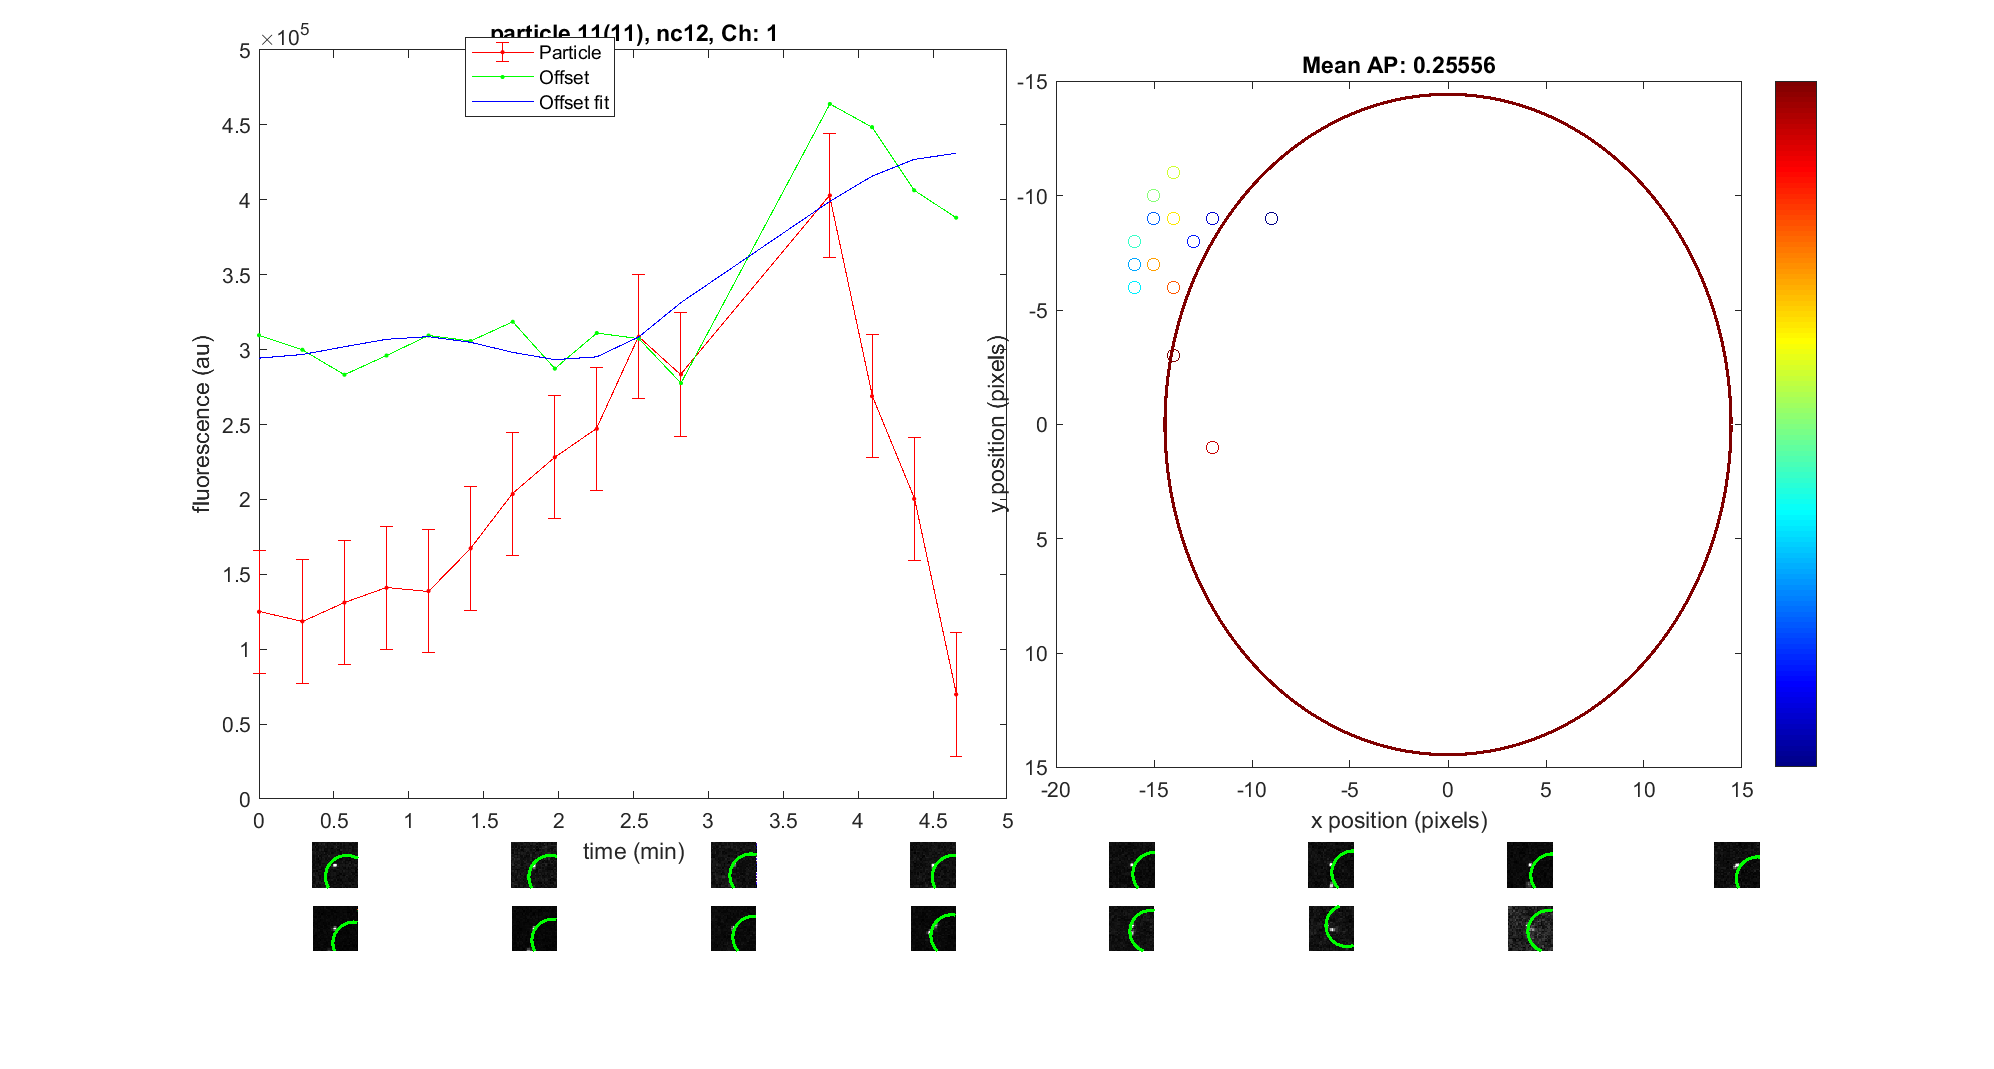 particle 11(11), nc12, Ch: 1
×10^5
Particle
Offset
Offset fit
5
4.5
4
3.5
3
2.5
2
1.5
1
0.5
0
fluorescence (au)
0 0.5 1 1.5 2 2.5 3 3.5 4 4.5 5
time (min)
Mean AP: 0.25556
-15
-10
-5
0
5
10
15
y position (pixels)
-20 -15 -10 -5 0 5 10 15
x position (pixels)